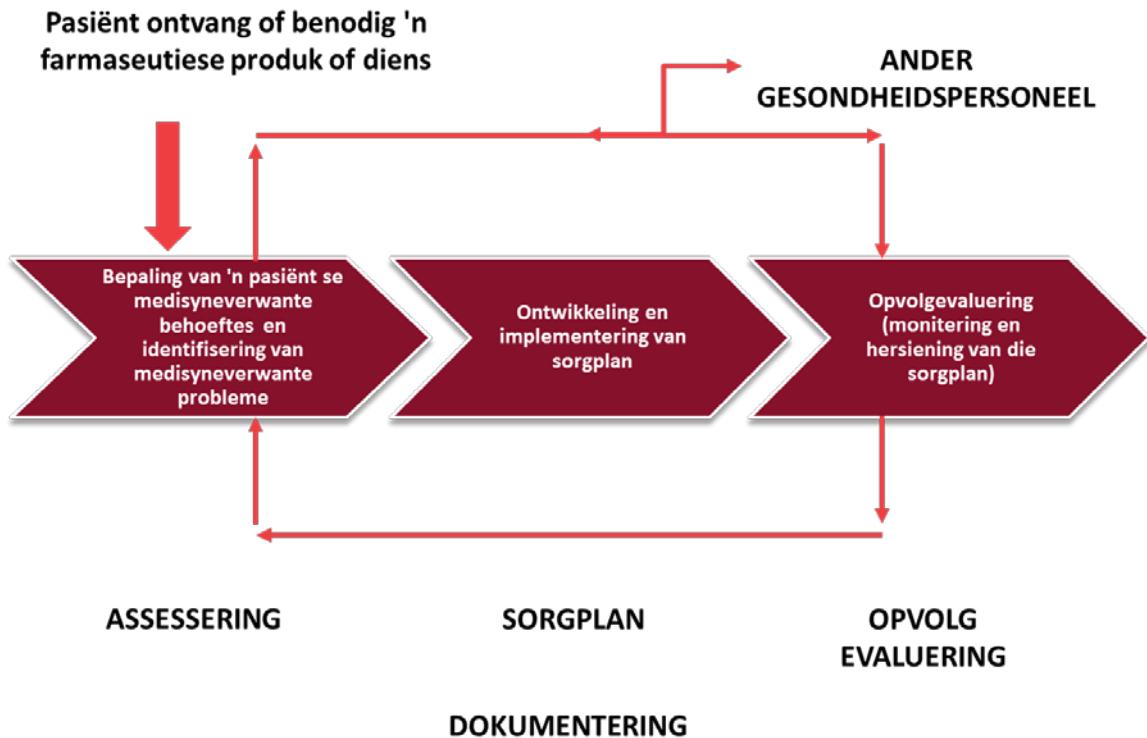 Pasiënt ontvang of benodig 'n
farmaseutiese produk of diens
ANDER
GESONDHEIDSPERSONEEL
Bepaling van 'n pasiënt se
medisyneverwante
behoeftes en
identifisering van
medisyneverwante
probleme
Ontwikkeling en
implementering van
sorgplan
Opvolgevaluering
(monitering en
hersiening van die
sorgplan)
ASSESSERING
SORGPLAN
OPVOLG
EVALUERING
DOKUMENTERING